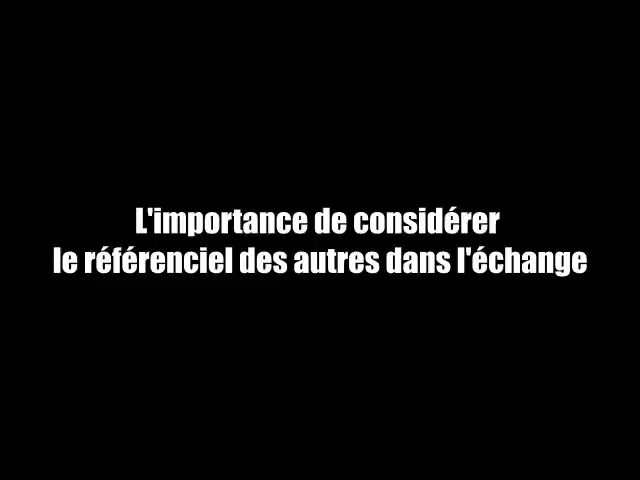 L'importance de considérer
le référenciel des autres dans l'échange